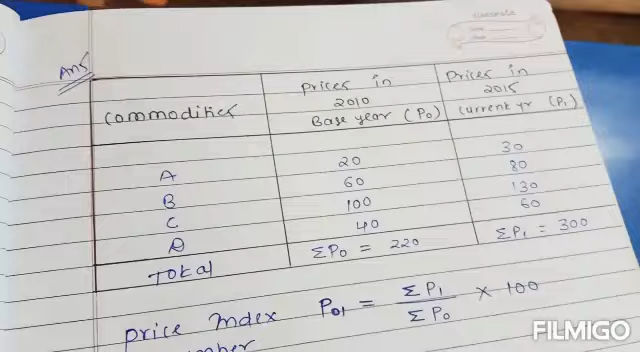 Ans
Commodities Prices in 2010 Base year (P0) Prices in 2015 Current yr (P1)
A 20 30
B 60 80
C 100 130
D 40 60
Total ΣP0 = 220 ΣP1 = 300
Price Index P01 = ΣP1 / ΣP0 × 100
FILMIGO